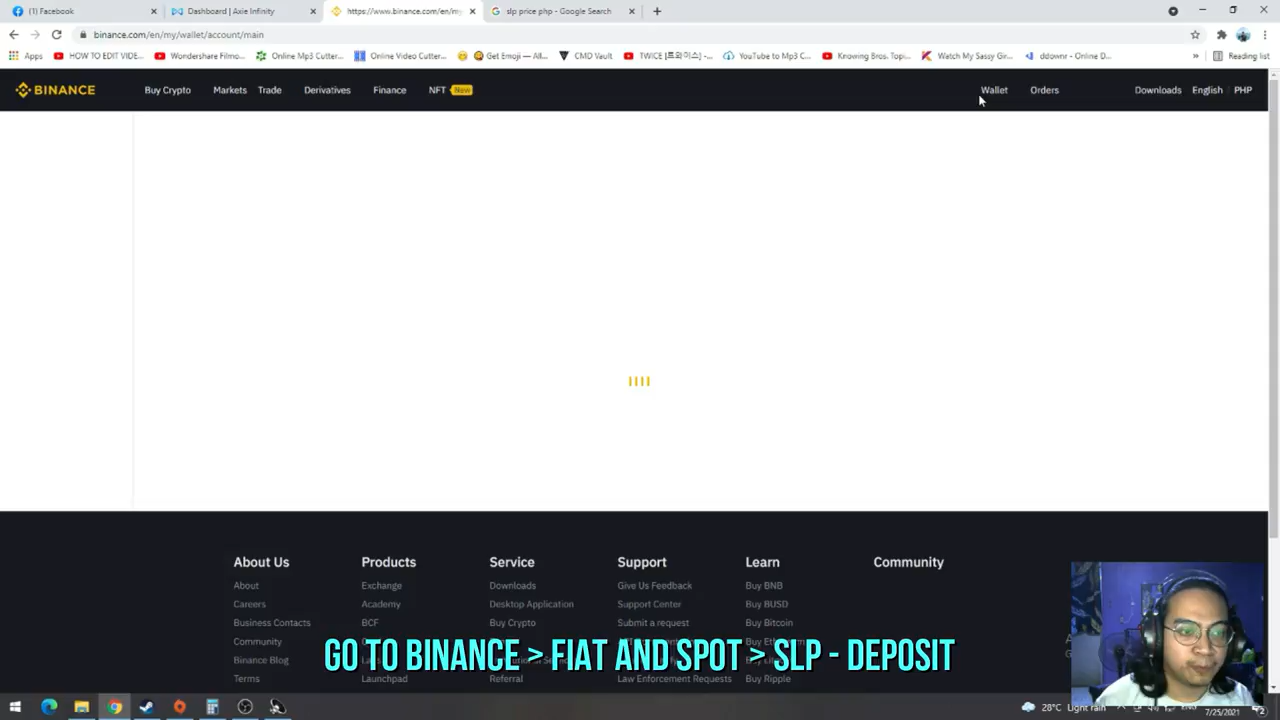 (1) Facebook
Dashboard | Axie Infinity
https://www.binance.com/en/my
slp price php - Google Search
binance.com/en/my/wallet/account/main
Apps
HOW TO EDIT VIDE...
Wondershare Filmo...
Online Mp3 Cutter...
Online Video Cutter...
Get Emoji — All...
CMD Vault
TWICE [트와이스] -...
YouTube to Mp3 C...
Knowing Bros. Topi...
Watch My Sassy Gir...
ddownr - Online D...
»
Reading list
BINANCE
Buy Crypto
Markets
Trade
Derivatives
Finance
NFT
New
Wallet
Orders
Downloads
English
PHP
About Us
Products
Service
Support
Learn
Community
About
Exchange
Downloads
Give Us Feedback
Buy BNB
Careers
Academy
Desktop Application
Support Center
Buy BUSD
Business Contacts
BCF
Buy Crypto
Submit a request
Buy Bitcoin
Community
Binance Blog
Terms
Launchpad
Referral
Law Enforcement Requests
Buy Ripple
GO TO BINANCE > FIAT AND SPOT > SLP - DEPOSIT
28°C Light rain
7/25/2021